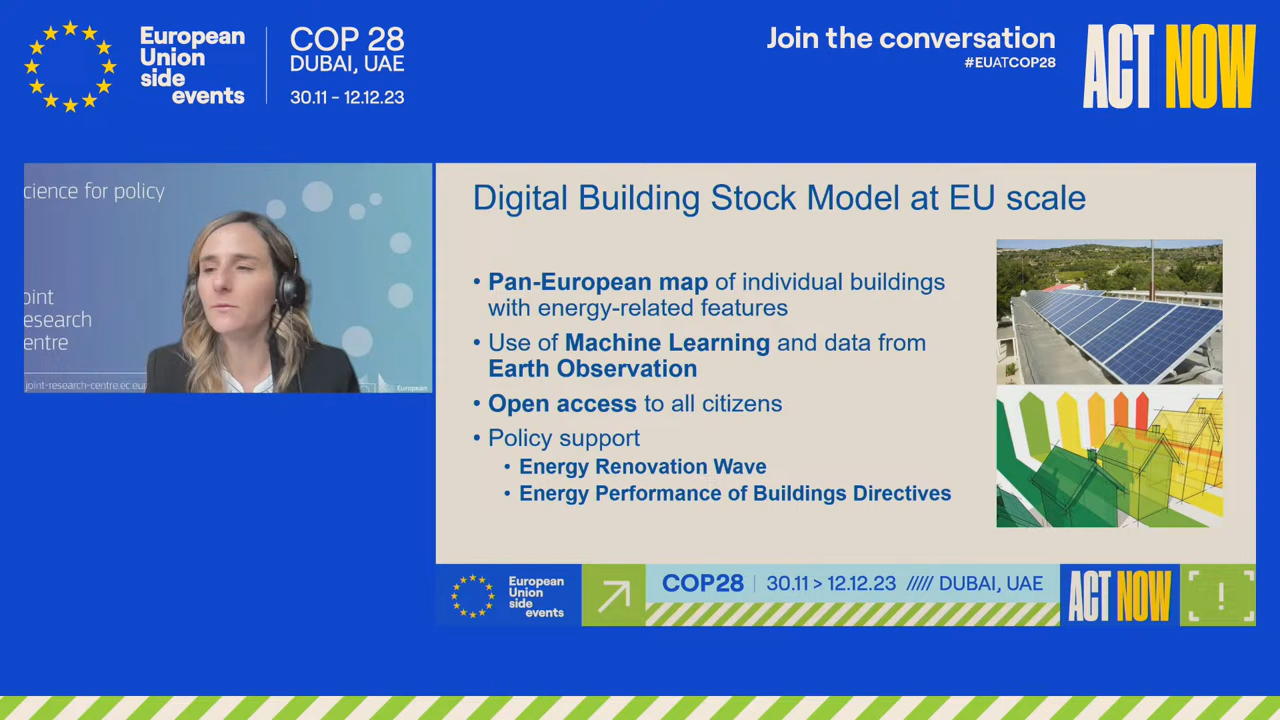 European
Union
side
events
COP 28
DUBAI, UAE
30.11 – 12.12.23
Join the conversation
#EUATCOP28
ACT NOW
cience for policy
oint
esearch
entre
joint-research-centre.ec.eur
European
Digital Building Stock Model at EU scale
• Pan-European map of individual buildings
with energy-related features
• Use of Machine Learning and data from
Earth Observation
• Open access to all citizens
• Policy support
• Energy Renovation Wave
• Energy Performance of Buildings Directives
European
Union
side
events
COP28 | 30.11 > 12.12.23 ///// DUBAI, UAE
ACT NOW
!